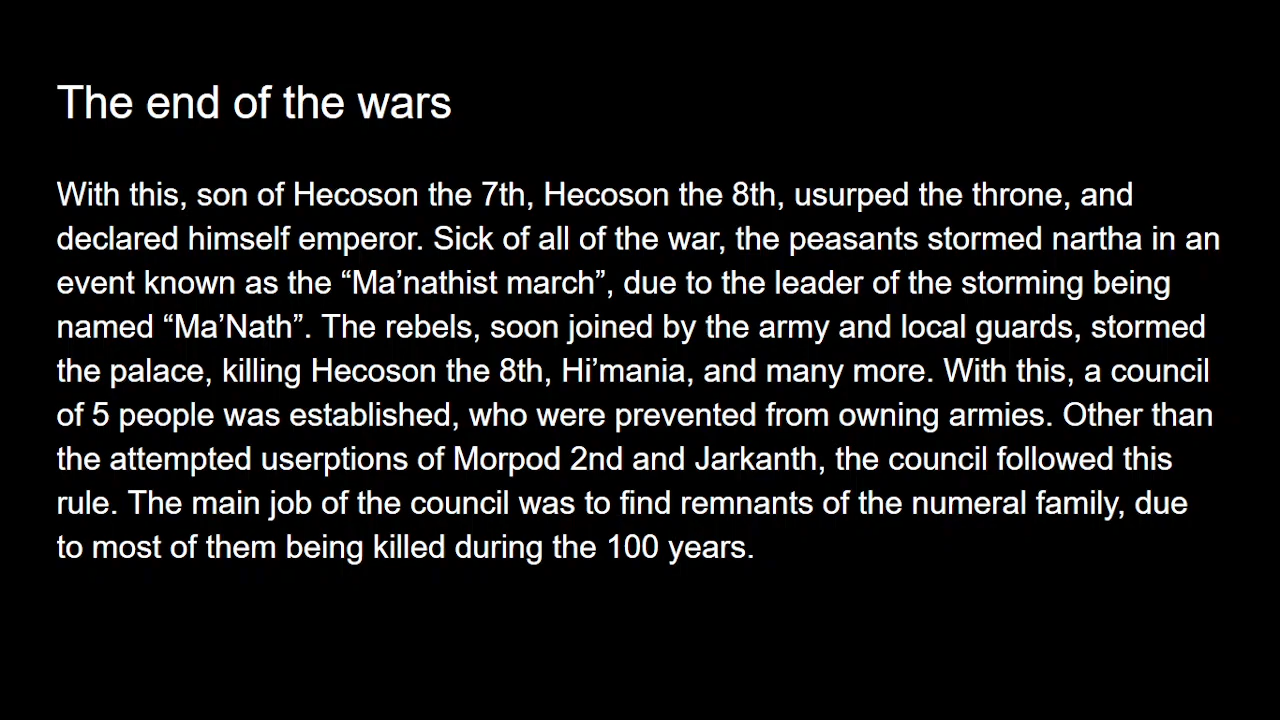 The end of the wars
With this, son of Hecoson the 7th, Hecoson the 8th, usurped the throne, and
declared himself emperor. Sick of all of the war, the peasants stormed nartha in an
event known as the “Ma’nathist march”, due to the leader of the storming being
named “Ma’Nath”. The rebels, soon joined by the army and local guards, stormed
the palace, killing Hecoson the 8th, Hi’mania, and many more. With this, a council
of 5 people was established, who were prevented from owning armies. Other than
the attempted userptions of Morpod 2nd and Jarkanth, the council followed this
rule. The main job of the council was to find remnants of the numeral family, due
to most of them being killed during the 100 years.